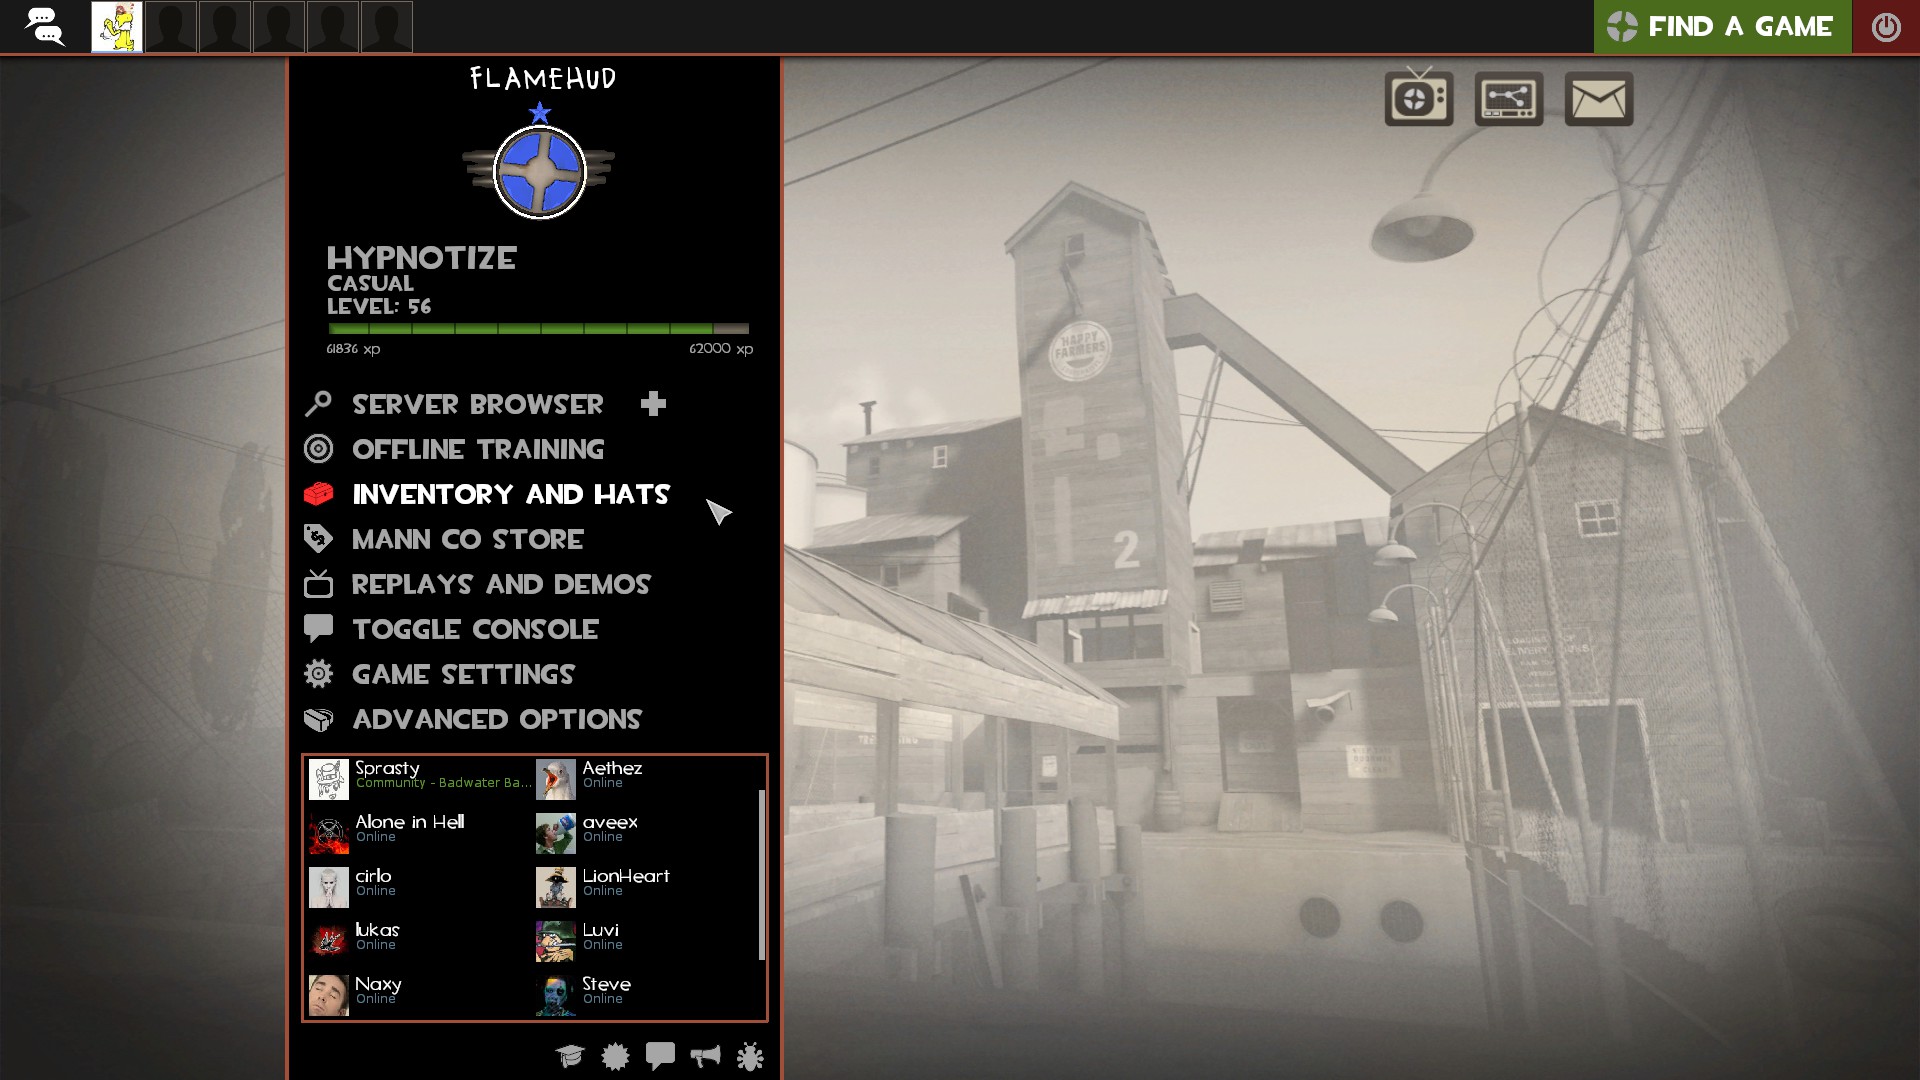 FIND A GAME
FLAMEHUD
HYPNOTIZE
CASUAL
LEVEL: 56
61836 xp
62000 xp
SERVER BROWSER
OFFLINE TRAINING
INVENTORY AND HATS
MANN CO STORE
REPLAYS AND DEMOS
TOGGLE CONSOLE
GAME SETTINGS
ADVANCED OPTIONS
Sprasty
Community - Badwater Ba...
Aethez
Online
Alone in Hell
Online
aveex
Online
cirlo
Online
LionHeart
Online
lukas
Online
Luvi
Online
Naxy
Online
Steve
Online
HAPPY
FARMERS
2